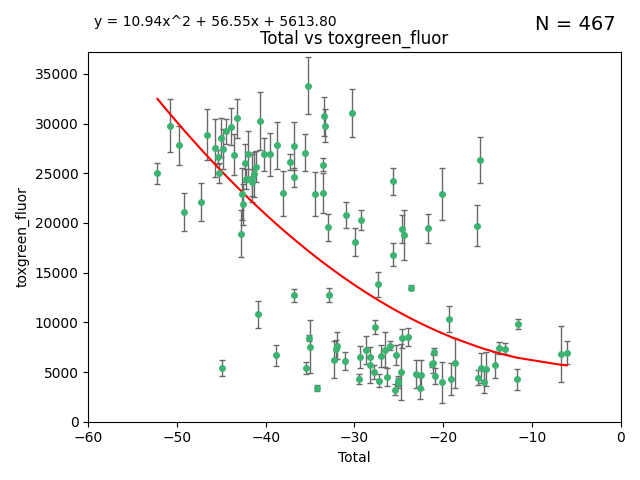 y = 10.94x^2 + 56.55x + 5613.80
N = 467
Total vs toxgreen_fluor
35000
30000
25000
20000
15000
10000
5000
0
toxgreen_fluor
−60 −50 −40 −30 −20 −10 0
Total